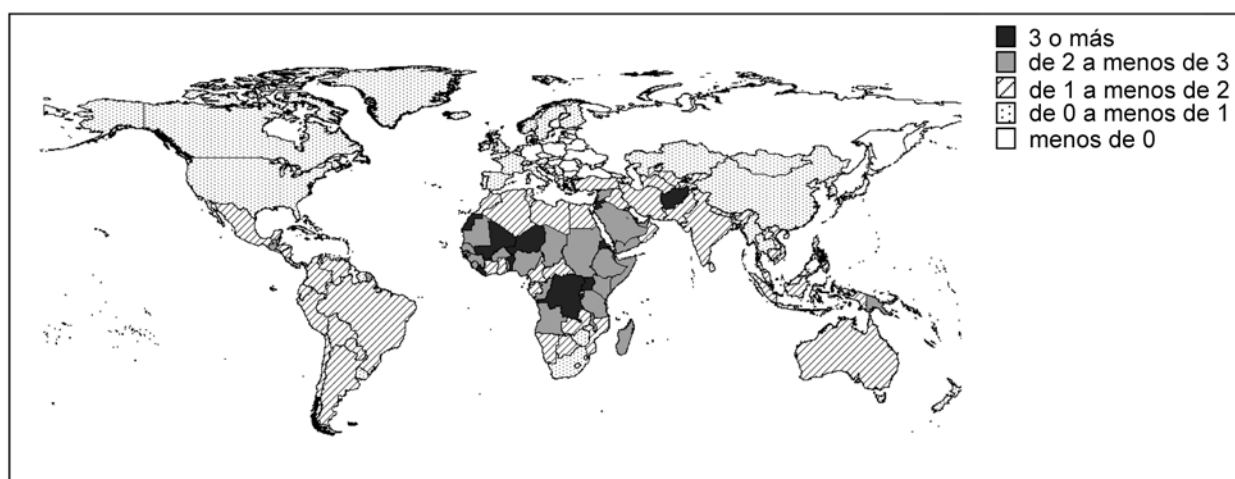 3 o más
de 2 a menos de 3
de 1 a menos de 2
de 0 a menos de 1
menos de 0